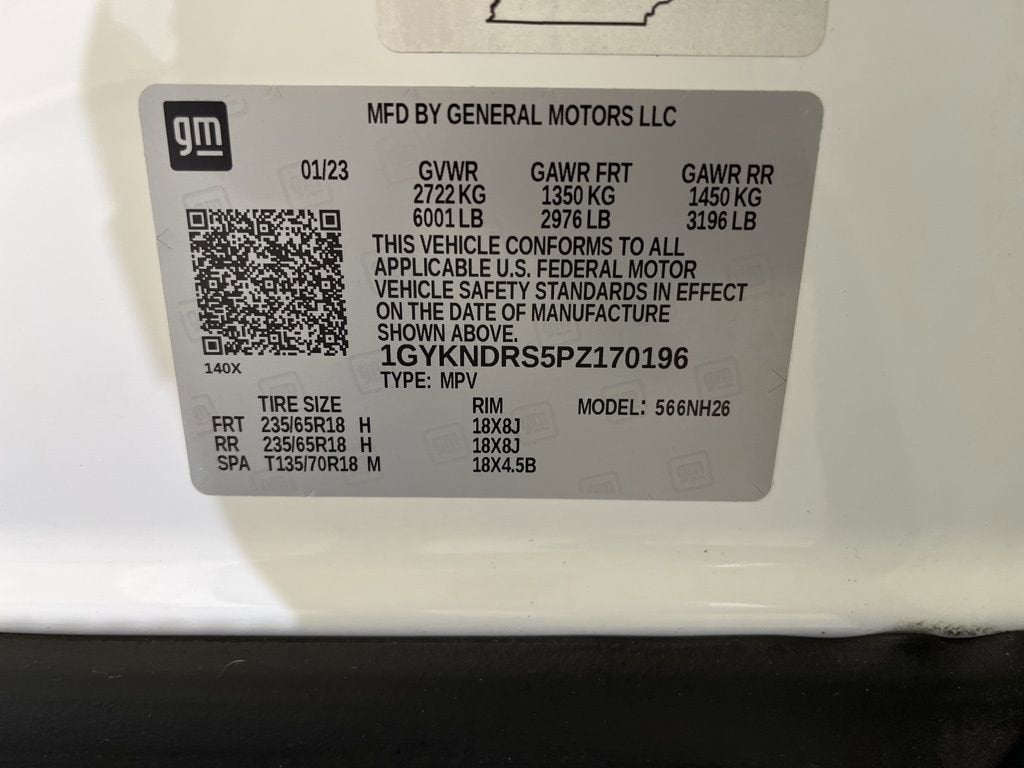 gm
MFD BY GENERAL MOTORS LLC
01/23 GVWR GAWR FRT GAWR RR
2722 KG 1350 KG 1450 KG
6001 LB 2976 LB 3196 LB
THIS VEHICLE CONFORMS TO ALL
APPLICABLE U.S. FEDERAL MOTOR
VEHICLE SAFETY STANDARDS IN EFFECT
ON THE DATE OF MANUFACTURE
SHOWN ABOVE.
1GYKNDRS5PZ170196
140X
TYPE: MPV
TIRE SIZE RIM MODEL: 566NH26
FRT 235/65R18 H 18X8J
RR 235/65R18 H 18X8J
SPA T135/70R18 M 18X4.5B